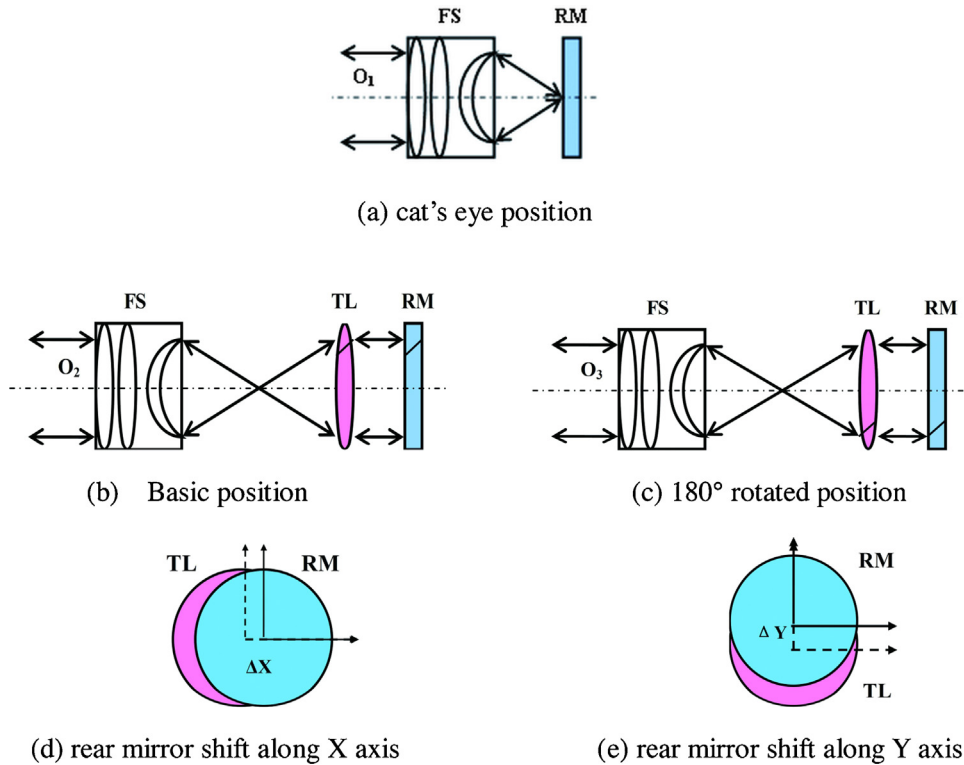 FS RM
O₁
(a) cat's eye position
FS TL RM
O₂
(b) Basic position
FS TL RM
O₃
(c) 180° rotated position
TL RM
ΔX
(d) rear mirror shift along X axis
RM
Δ Y
TL
(e) rear mirror shift along Y axis